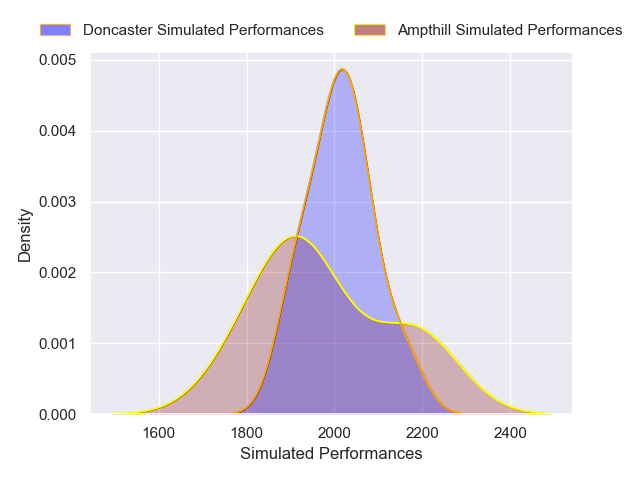 Doncaster Simulated Performances
Ampthill Simulated Performances
0.005
0.004
0.003
0.002
0.001
0.000
Density
1600
1800
2000
2200
2400
Simulated Performances